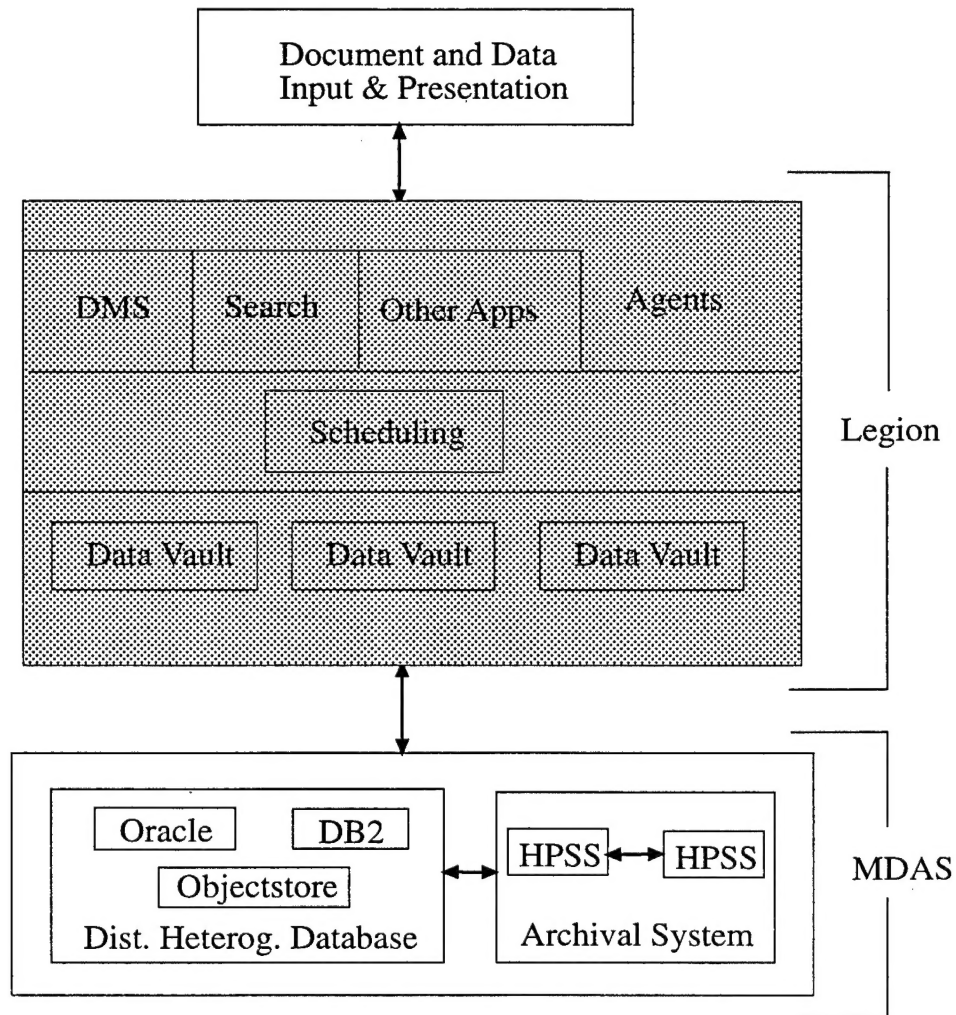 Document and Data
Input & Presentation
DMS
Search
Other Apps
Agents
Scheduling
Legion
Data Vault
Data Vault
Data Vault
Oracle
DB2
Objectstore
Dist. Heterog. Database
HPSS
HPSS
Archival System
MDAS